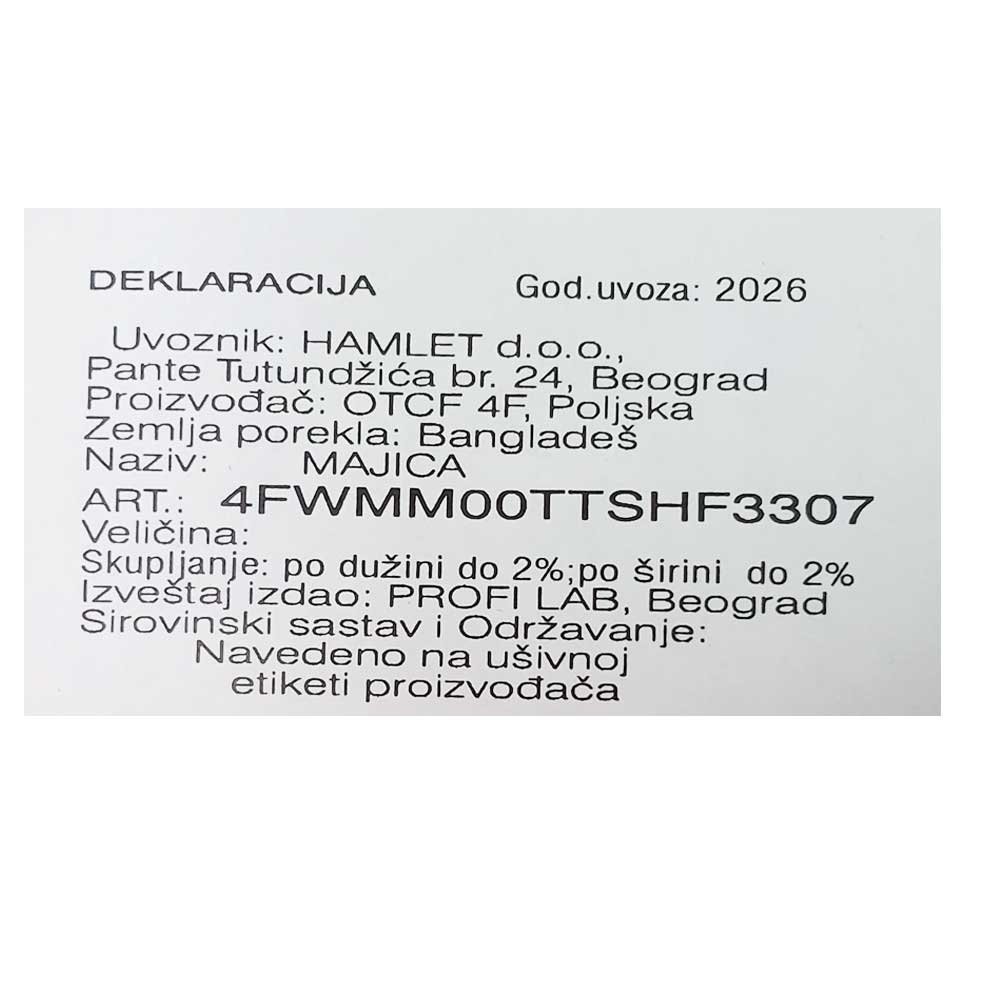 DEKLARACIJA God.uvoza: 2026
Uvoznik: HAMLET d.o.o.,
Pante Tutundžića br. 24, Beograd
Proizvođač: OTCF 4F, Poljska
Zemlja porekla: Bangladeš
Naziv: MAJICA
ART.: 4FWMM00TTSHF3307
Veličina:
Skupljanje: po dužini do 2%;po širini do 2%
Izveštaj izdao: PROFI LAB, Beograd
Sirovinski sastav i Održavanje:
Navedeno na ušivnoj
etiketi proizvođača